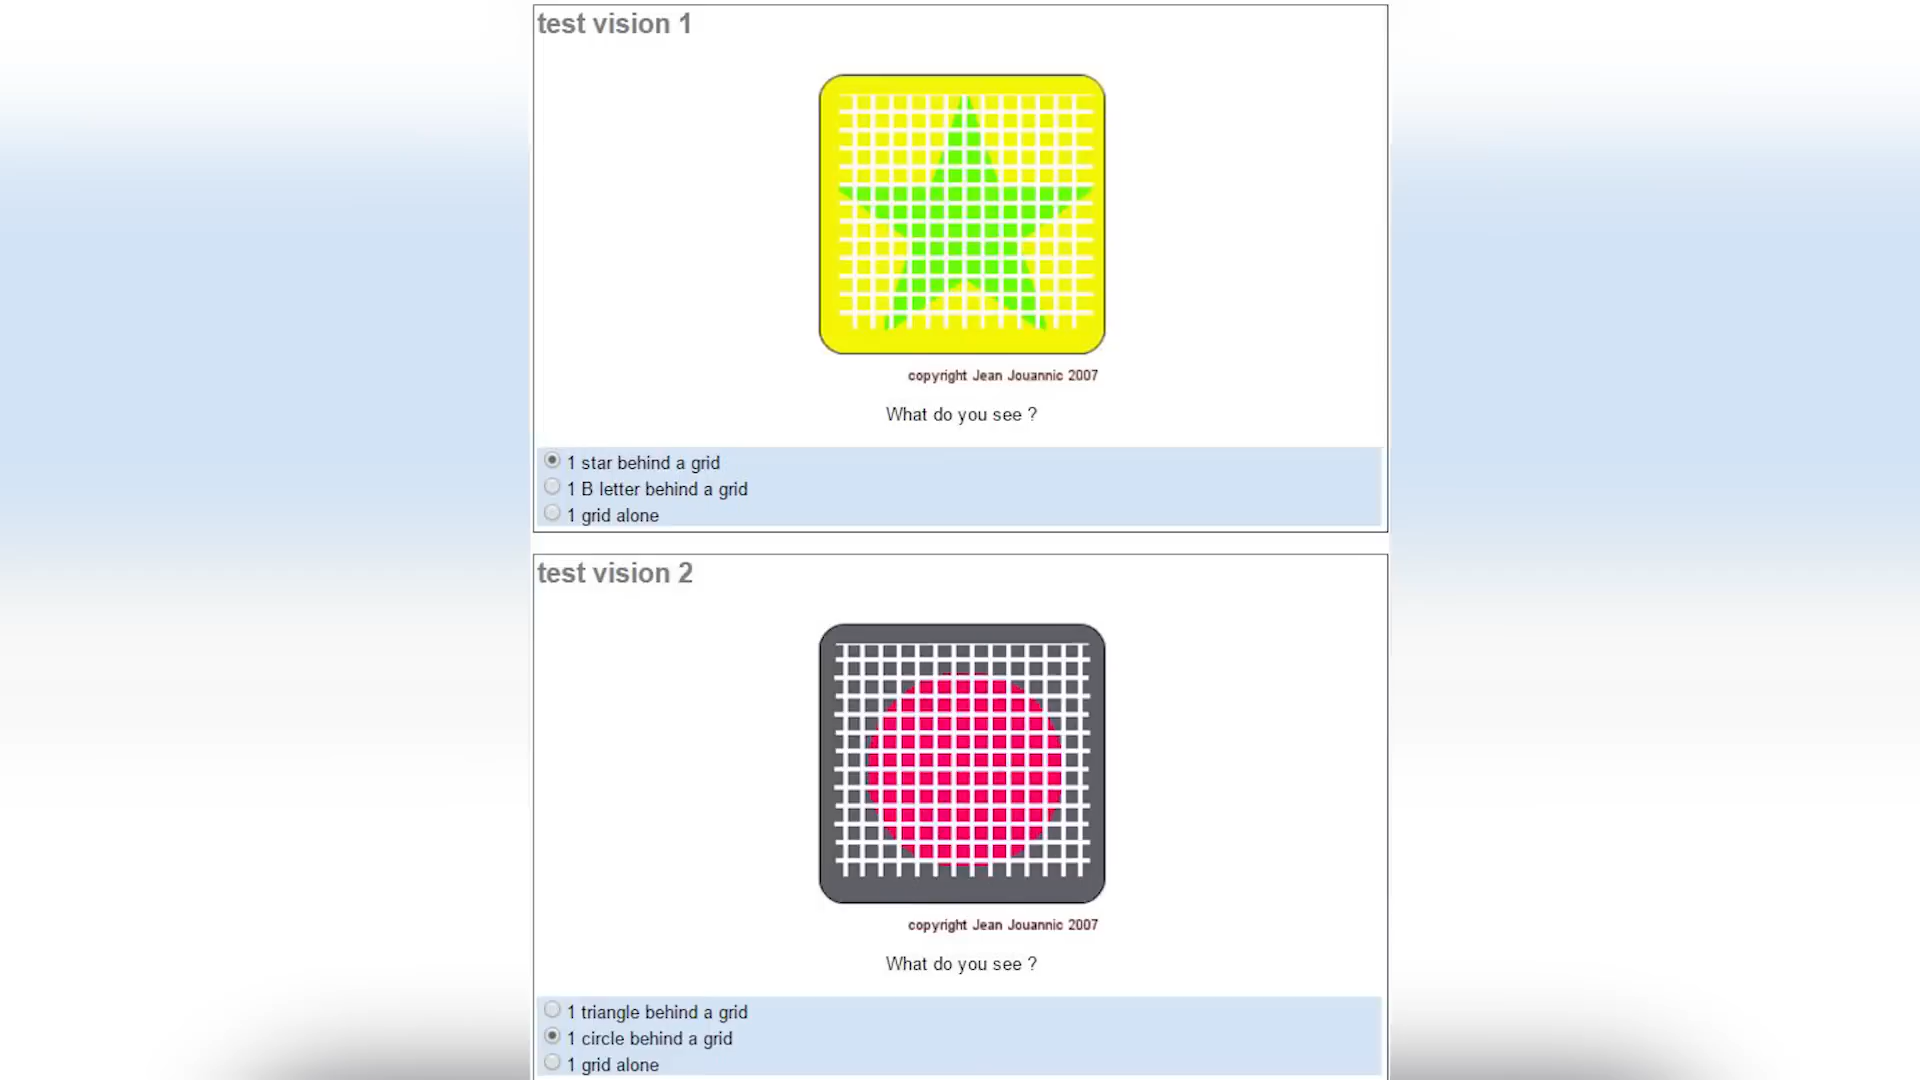 test vision 1
copyright Jean Jouannic 2007
What do you see ?
1 star behind a grid
1 B letter behind a grid
1 grid alone
test vision 2
copyright Jean Jouannic 2007
What do you see ?
1 triangle behind a grid
1 circle behind a grid
1 grid alone